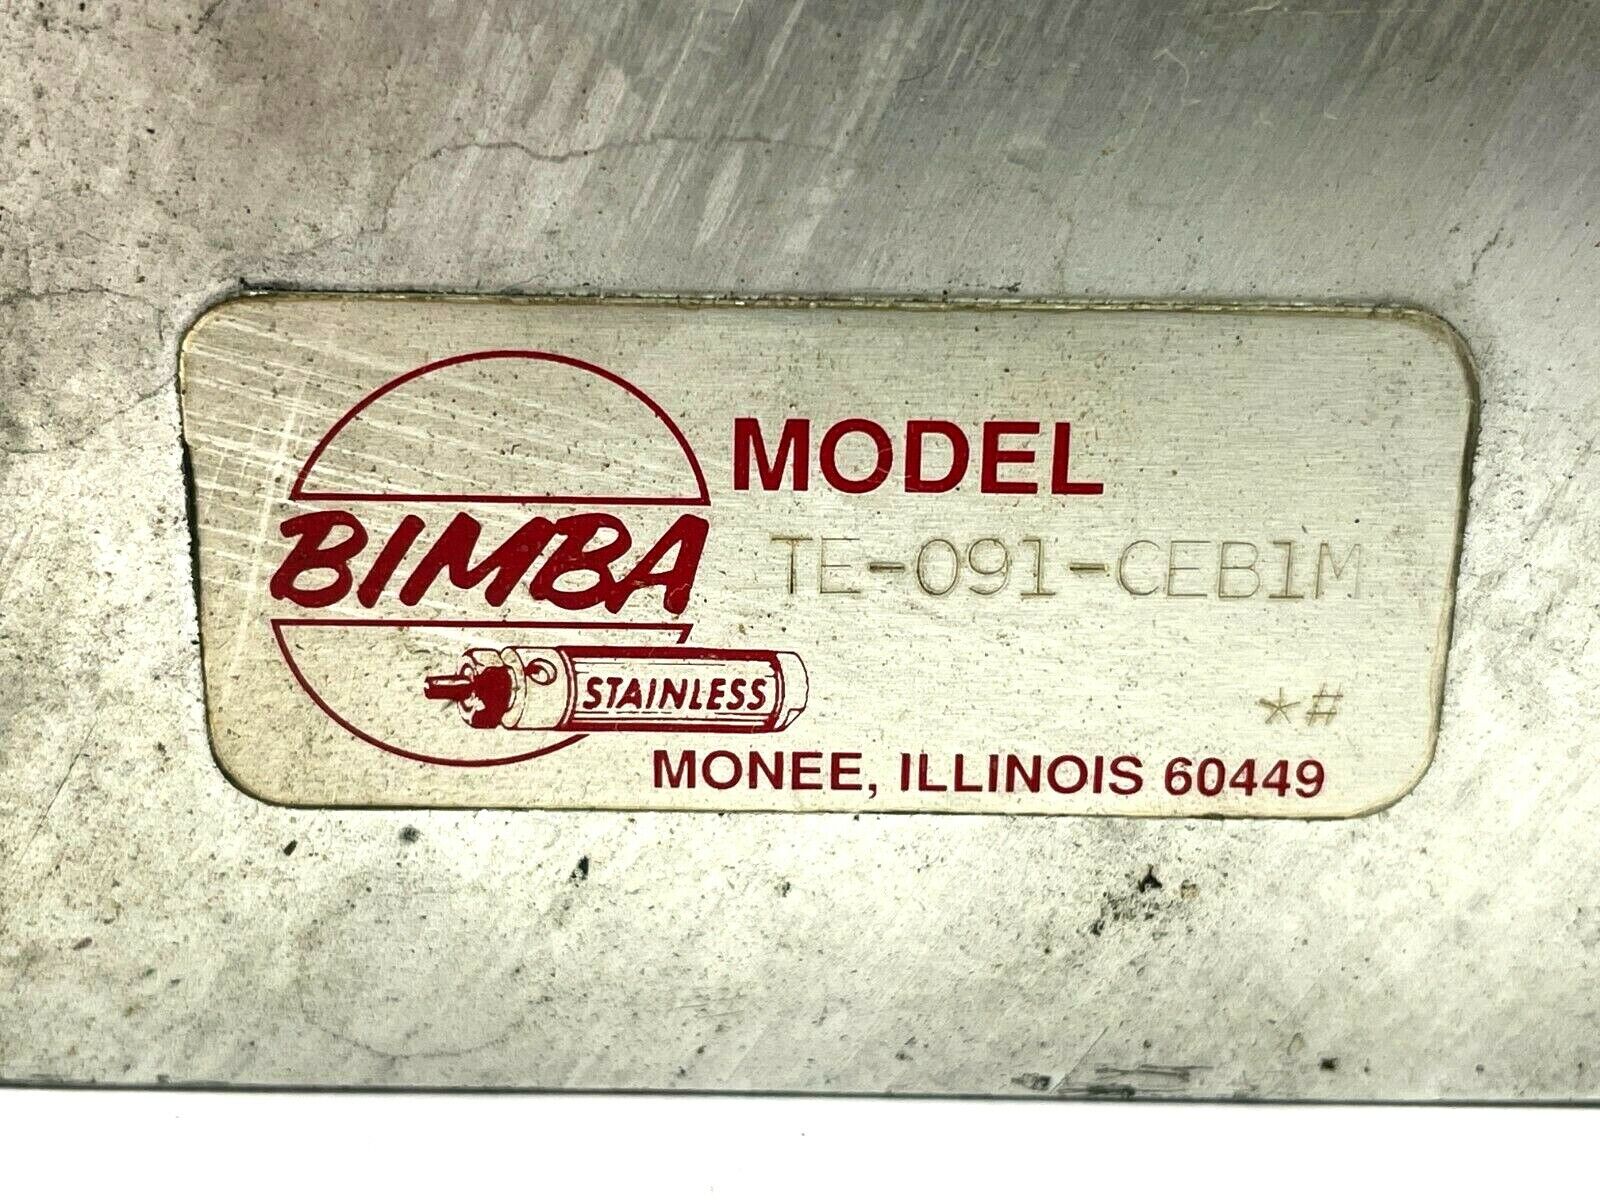 MODEL
BIMBA
TE-091-CEB1M
STAINLESS
*#
MONEE, ILLINOIS 60449